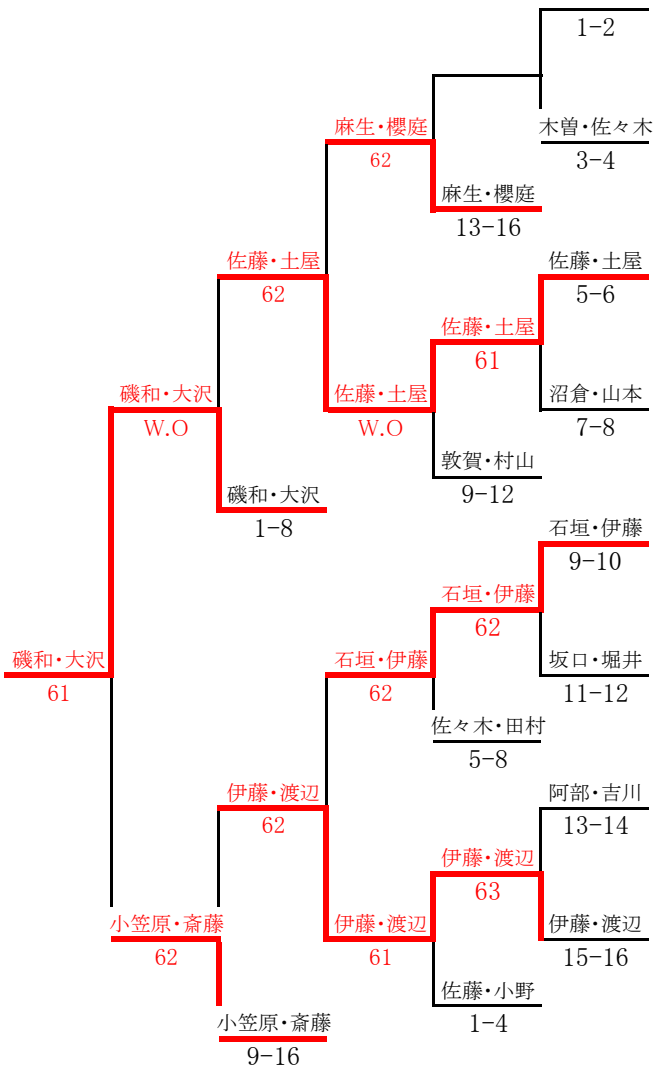 1-2
木曽・佐々木
3-4
麻生・櫻庭
62
麻生・櫻庭
13-16
佐藤・土屋
62
佐藤・土屋
5-6
佐藤・土屋
61
磯和・大沢
W.O
佐藤・土屋
W.O
沼倉・山本
7-8
敦賀・村山
9-12
磯和・大沢
1-8
石垣・伊藤
9-10
石垣・伊藤
62
磯和・大沢
61
石垣・伊藤
62
坂口・堀井
11-12
佐々木・田村
5-8
伊藤・渡辺
62
阿部・吉川
13-14
伊藤・渡辺
63
小笠原・斎藤
62
伊藤・渡辺
61
伊藤・渡辺
15-16
佐藤・小野
1-4
小笠原・斎藤
9-16